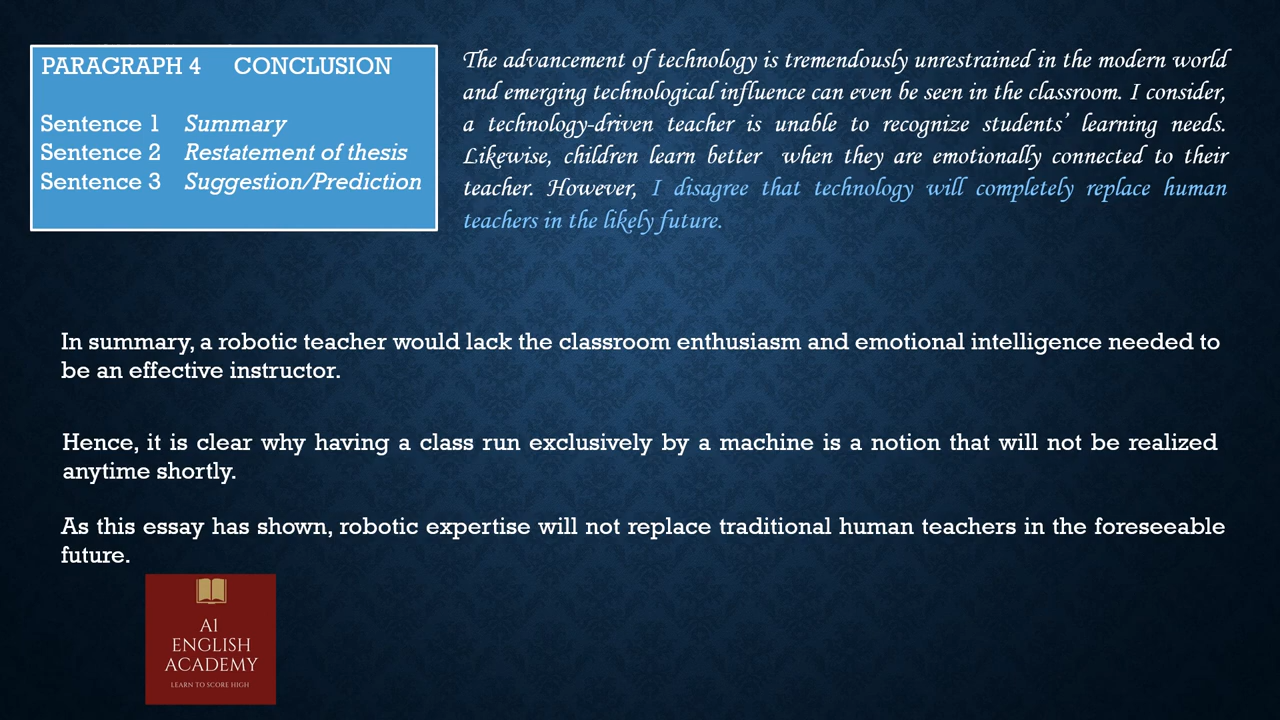 PARAGRAPH 4 CONCLUSION
Sentence 1 Summary
Sentence 2 Restatement of thesis
Sentence 3 Suggestion/Prediction
The advancement of technology is tremendously unrestrained in the modern world
and emerging technological influence can even be seen in the classroom. I consider,
a technology-driven teacher is unable to recognize students' learning needs.
Likewise, children learn better when they are emotionally connected to their
teacher. However, I disagree that technology will completely replace human
teachers in the likely future.
In summary, a robotic teacher would lack the classroom enthusiasm and emotional intelligence needed to
be an effective instructor.
Hence, it is clear why having a class run exclusively by a machine is a notion that will not be realized
anytime shortly.
As this essay has shown, robotic expertise will not replace traditional human teachers in the foreseeable
future.
A1
ENGLISH
ACADEMY
LEARN TO SCORE HIGH